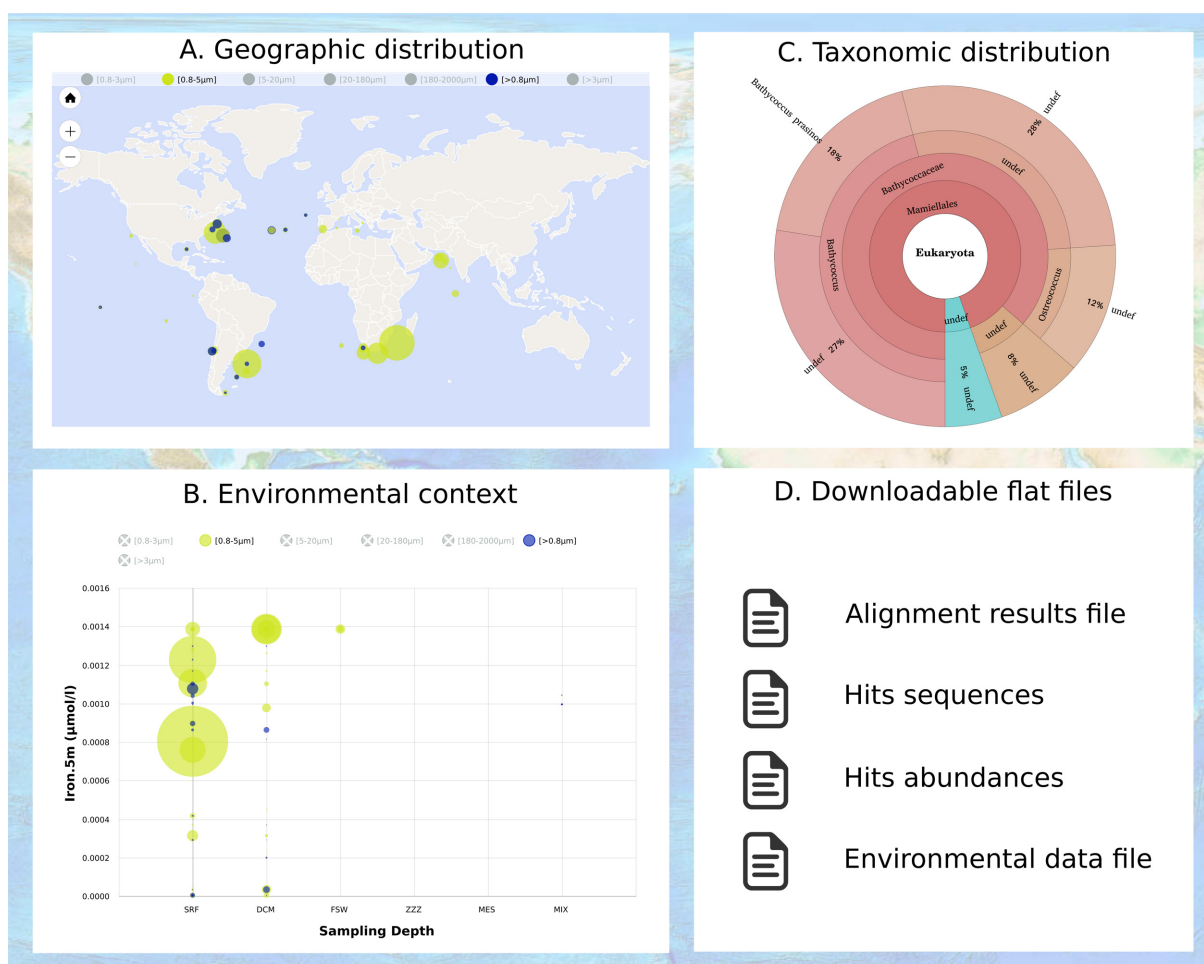 A. Geographic distribution
[0.8-3µm] [0.8-5µm] [5-20µm] [20-180µm] [180-2000µm] [>0.8µm] [>3µm]
B. Environmental context
[0.8-3µm] [0.8-5µm] [5-20µm] [20-180µm] [180-2000µm] [>0.8µm]
[>3µm]
Iron.5m (µmol/l)
0.0016
0.0014
0.0012
0.0010
0.0008
0.0006
0.0004
0.0002
0.0000
SRF DCM FSW ZZZ MES MIX
Sampling Depth
C. Taxonomic distribution
Bathycoccus prasinos
18%
28% undef
undef
Bathycoccaceae
Mamiellales
Eukaryota
Bathycoccus
Ostreococcus
12% undef
undef
undef
8% undef
5% undef
undef 27%
D. Downloadable flat files
Alignment results file
Hits sequences
Hits abundances
Environmental data file